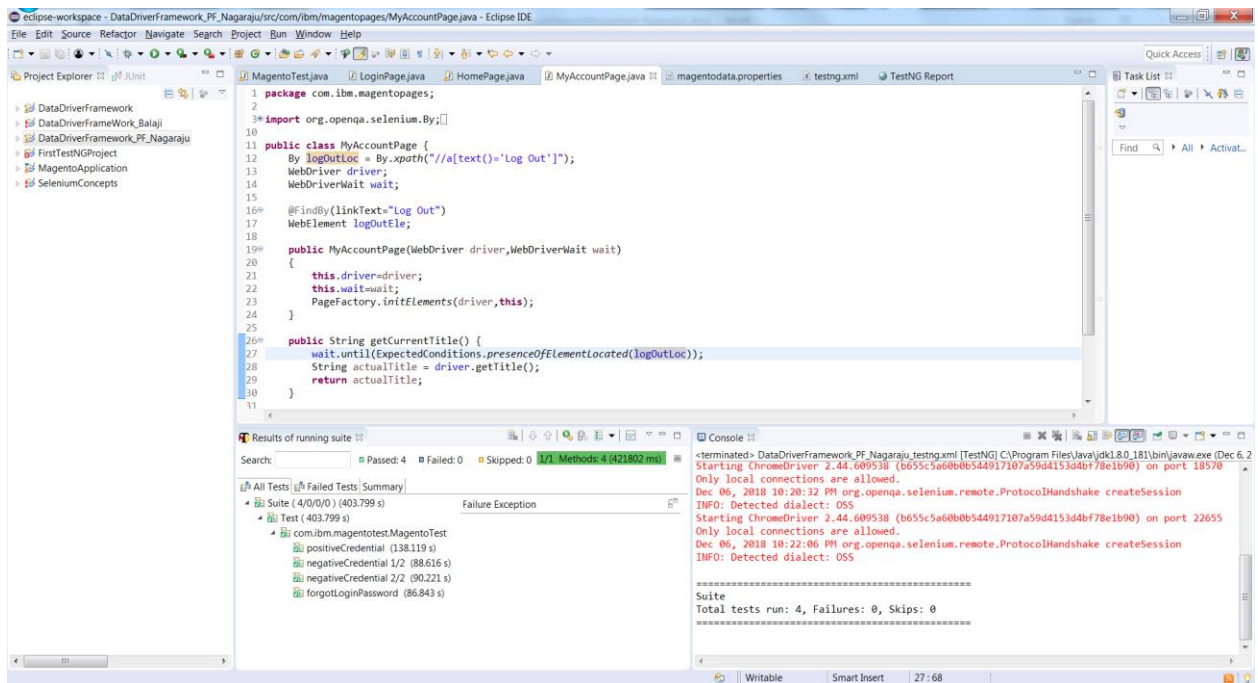 eclipse-workspace - DataDriverFramework_PF_Nagaraju/src/com/ibm/magentopages/MyAccountPage.java - Eclipse IDE
File Edit Source Refactor Navigate Search Project Run Window Help
Quick Access
Project Explorer JUnit
DataDriverFramework
DataDriverFrameWork_Balaji
DataDriverFramework_PF_Nagaraju
FirstTestNGProject
MagentoApplication
SeleniumConcepts
MagentoTest.java LoginPage.java HomePage.java MyAccountPage.java magentodata.properties testng.xml TestNG Report
1 package com.ibm.magentopages;
2
3 import org.openqa.selenium.By;
10
11 public class MyAccountPage {
12 By logOutLoc = By.xpath("//a[text()='Log Out']");
13 WebDriver driver;
14 WebDriverWait wait;
15
16 @FindBy(linkText="Log Out")
17 WebElement logOutEle;
18
19 public MyAccountPage(WebDriver driver,WebDriverWait wait)
20 {
21 this.driver=driver;
22 this.wait=wait;
23 PageFactory.initElements(driver,this);
24 }
25
26 public String getCurrentTitle() {
27 wait.until(ExpectedConditions.presenceOfElementLocated(logOutLoc));
28 String actualTitle = driver.getTitle();
29 return actualTitle;
30 }
31
Task List
Find All Activat...
Results of running suite
Search: Passed: 4 Failed: 0 Skipped: 0 1/1 Methods: 4 (421802 ms)
All Tests Failed Tests Summary
Suite ( 4/0/0/0 ) (403.799 s)
Test ( 403.799 s)
com.ibm.magentotest.MagentoTest
positiveCredential (138.119 s)
negativeCredential 1/2 (88.616 s)
negativeCredential 2/2 (90.221 s)
forgotLoginPassword (86.843 s)
Failure Exception
Console
<terminated> DataDriverFramework_PF_Nagaraju_testng.xml [TestNG] C:\Program Files\Java\jdk1.8.0_181\bin\javaw.exe (Dec 6, 2
Starting ChromeDriver 2.44.609538 (b655c5a60b0b544917107a59d4153d4bf78e1b90) on port 18570
Only local connections are allowed.
Dec 06, 2018 10:20:32 PM org.openqa.selenium.remote.ProtocolHandshake createSession
INFO: Detected dialect: OSS
Starting ChromeDriver 2.44.609538 (b655c5a60b0b544917107a59d4153d4bf78e1b90) on port 22655
Only local connections are allowed.
Dec 06, 2018 10:22:06 PM org.openqa.selenium.remote.ProtocolHandshake createSession
INFO: Detected dialect: OSS
===============================================
Suite
Total tests run: 4, Failures: 0, Skips: 0
===============================================
Writable Smart Insert 27 : 68